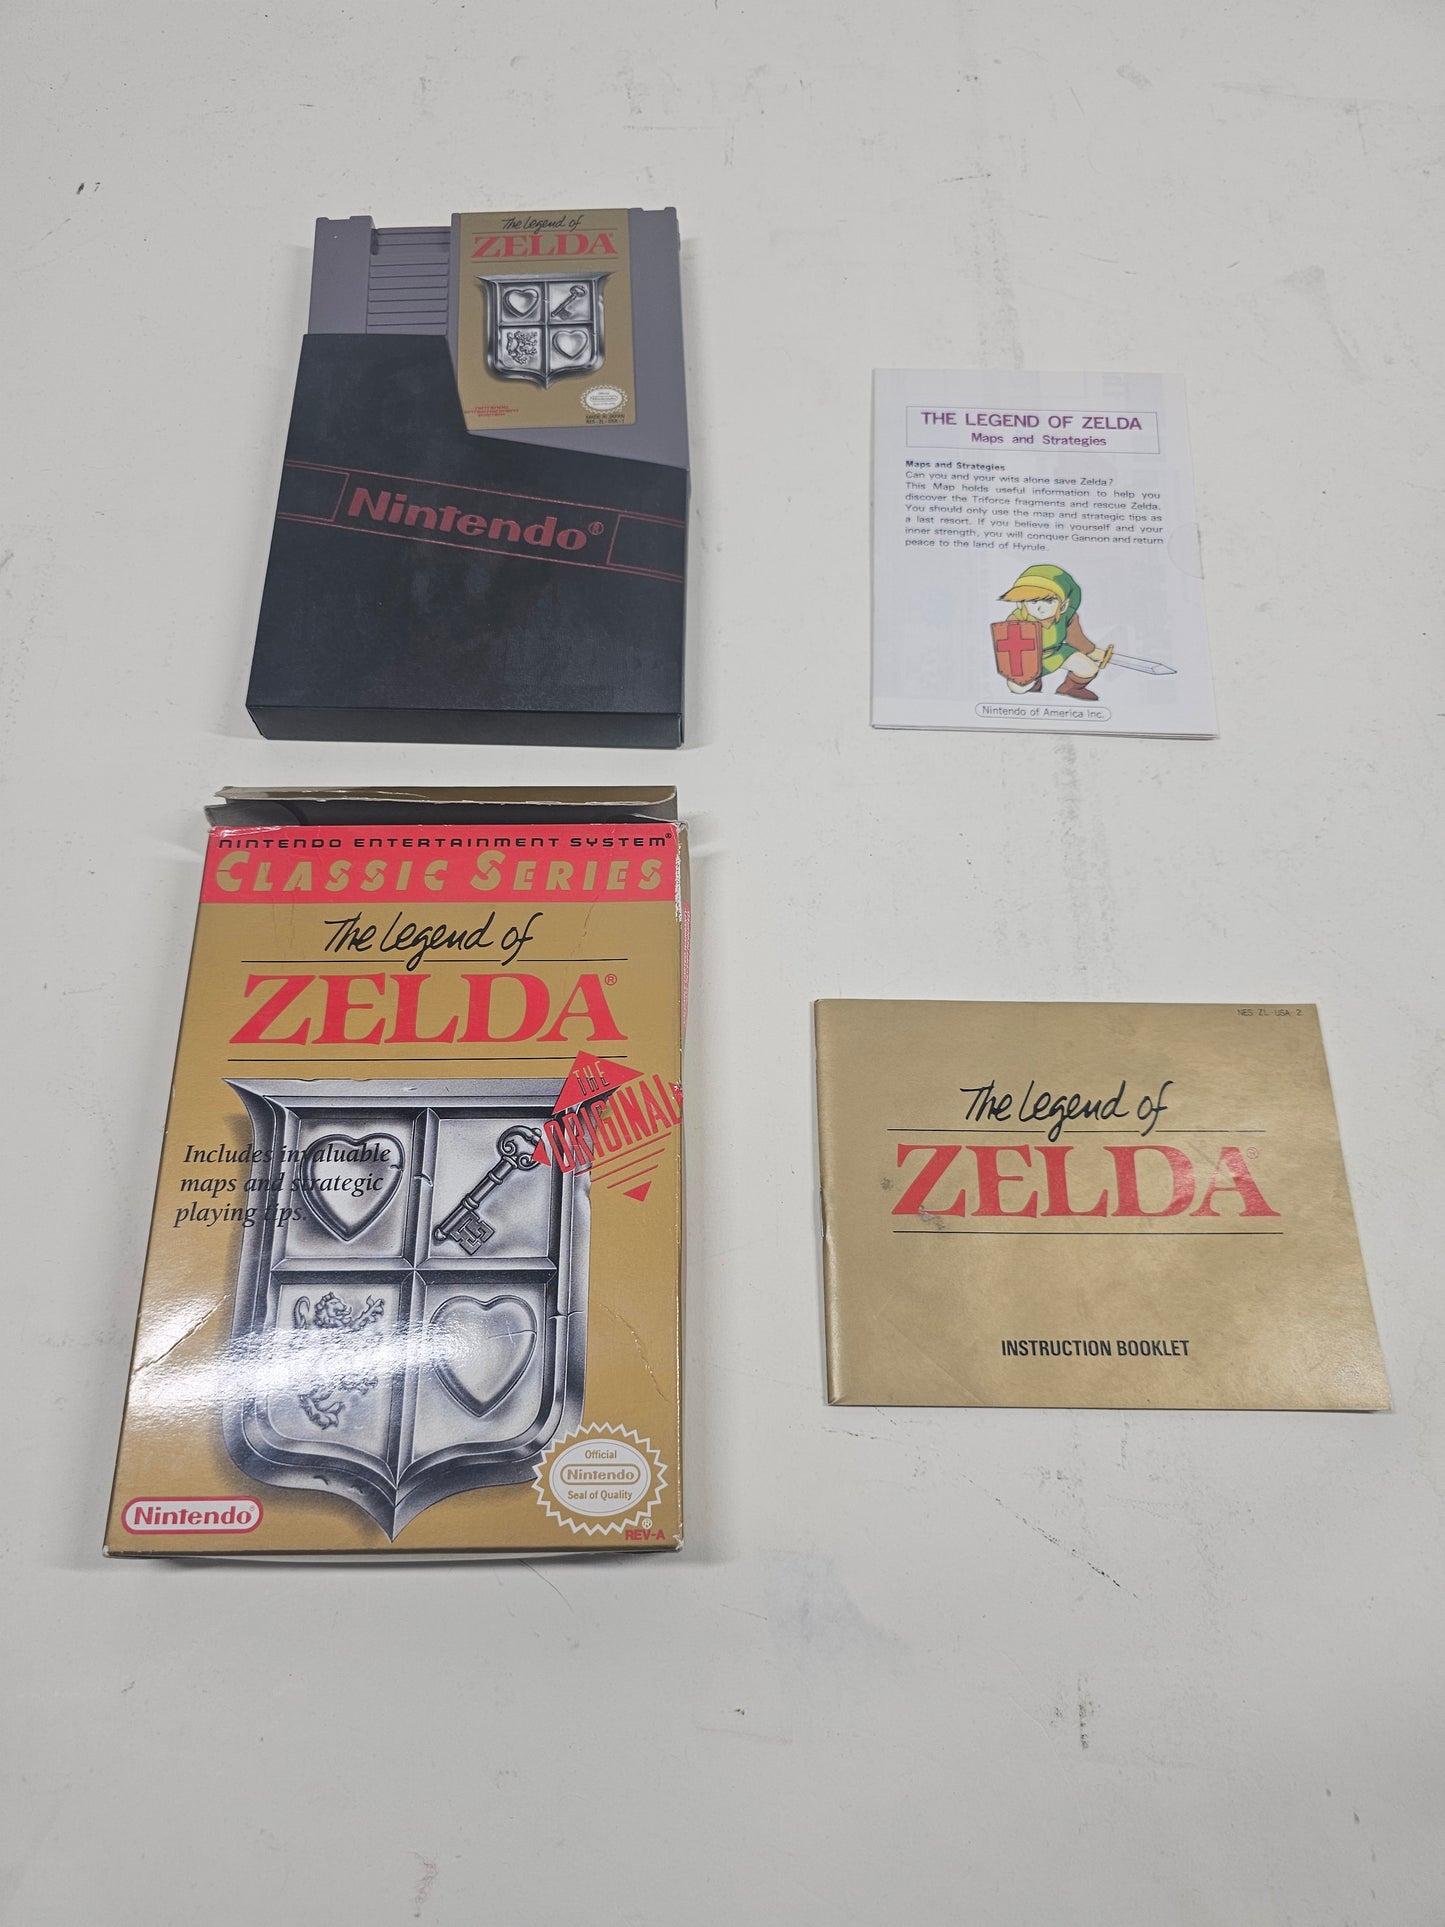 The Legend of
ZELDA®
Official
Nintendo
NINTENDO
ENTERTAINMENT
SYSTEM
MADE IN JAPAN
Nintendo®
THE LEGEND OF ZELDA
Maps and Strategies
Maps and Strategies
Can you and your wits alone save Zelda?
This Map holds useful information to help you
discover the Triforce fragments and rescue Zelda.
You should only use the map and strategic tips as
a last resort. If you believe in yourself and your
inner strength, you will conquer Gannon and return
peace to the land of Hyrule.
Nintendo of America Inc.
NINTENDO ENTERTAINMENT SYSTEM®
CLASSIC SERIES
The Legend of
ZELDA®
THE
ORIGINAL
Includes invaluable
maps and strategic
playing tips.
Official
Nintendo
Seal of Quality
®
Nintendo®
REV-A
NES-ZL-USA-2
The Legend of
ZELDA®
INSTRUCTION BOOKLET